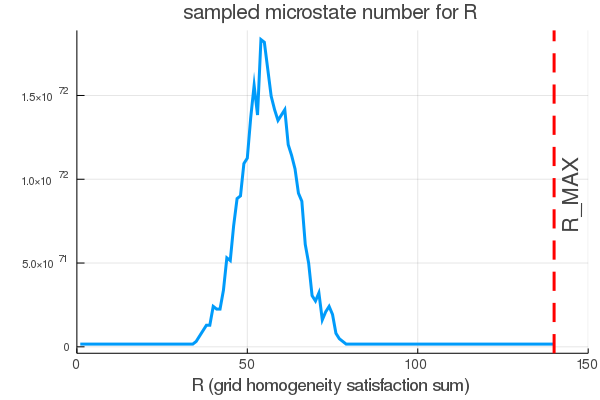 sampled microstate number for R
1.5×10 72
1.0×10 72
5.0×10 71
0
R_MAX
0 50 100 150
R (grid homogeneity satisfaction sum)